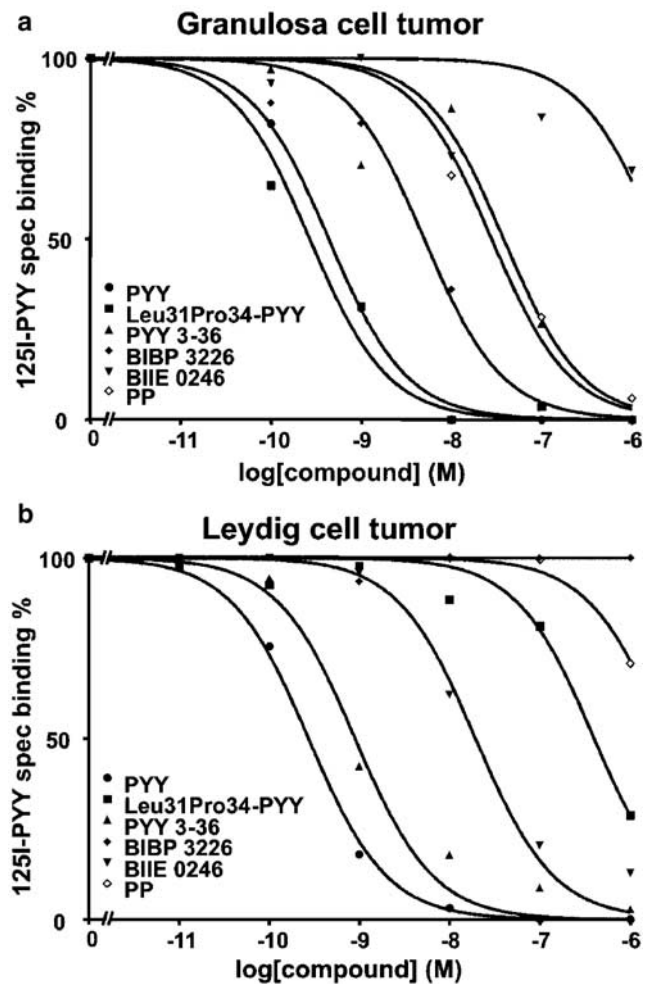 a
Granulosa cell tumor
125I-PYY spec binding %
100
50
0
PYY
Leu31Pro34-PYY
PYY 3-36
BIBP 3226
BIIE 0246
PP
0 -11 -10 -9 -8 -7 -6
log[compound] (M)
b
Leydig cell tumor
125I-PYY spec binding %
100
50
0
PYY
Leu31Pro34-PYY
PYY 3-36
BIBP 3226
BIIE 0246
PP
0 -11 -10 -9 -8 -7 -6
log[compound] (M)